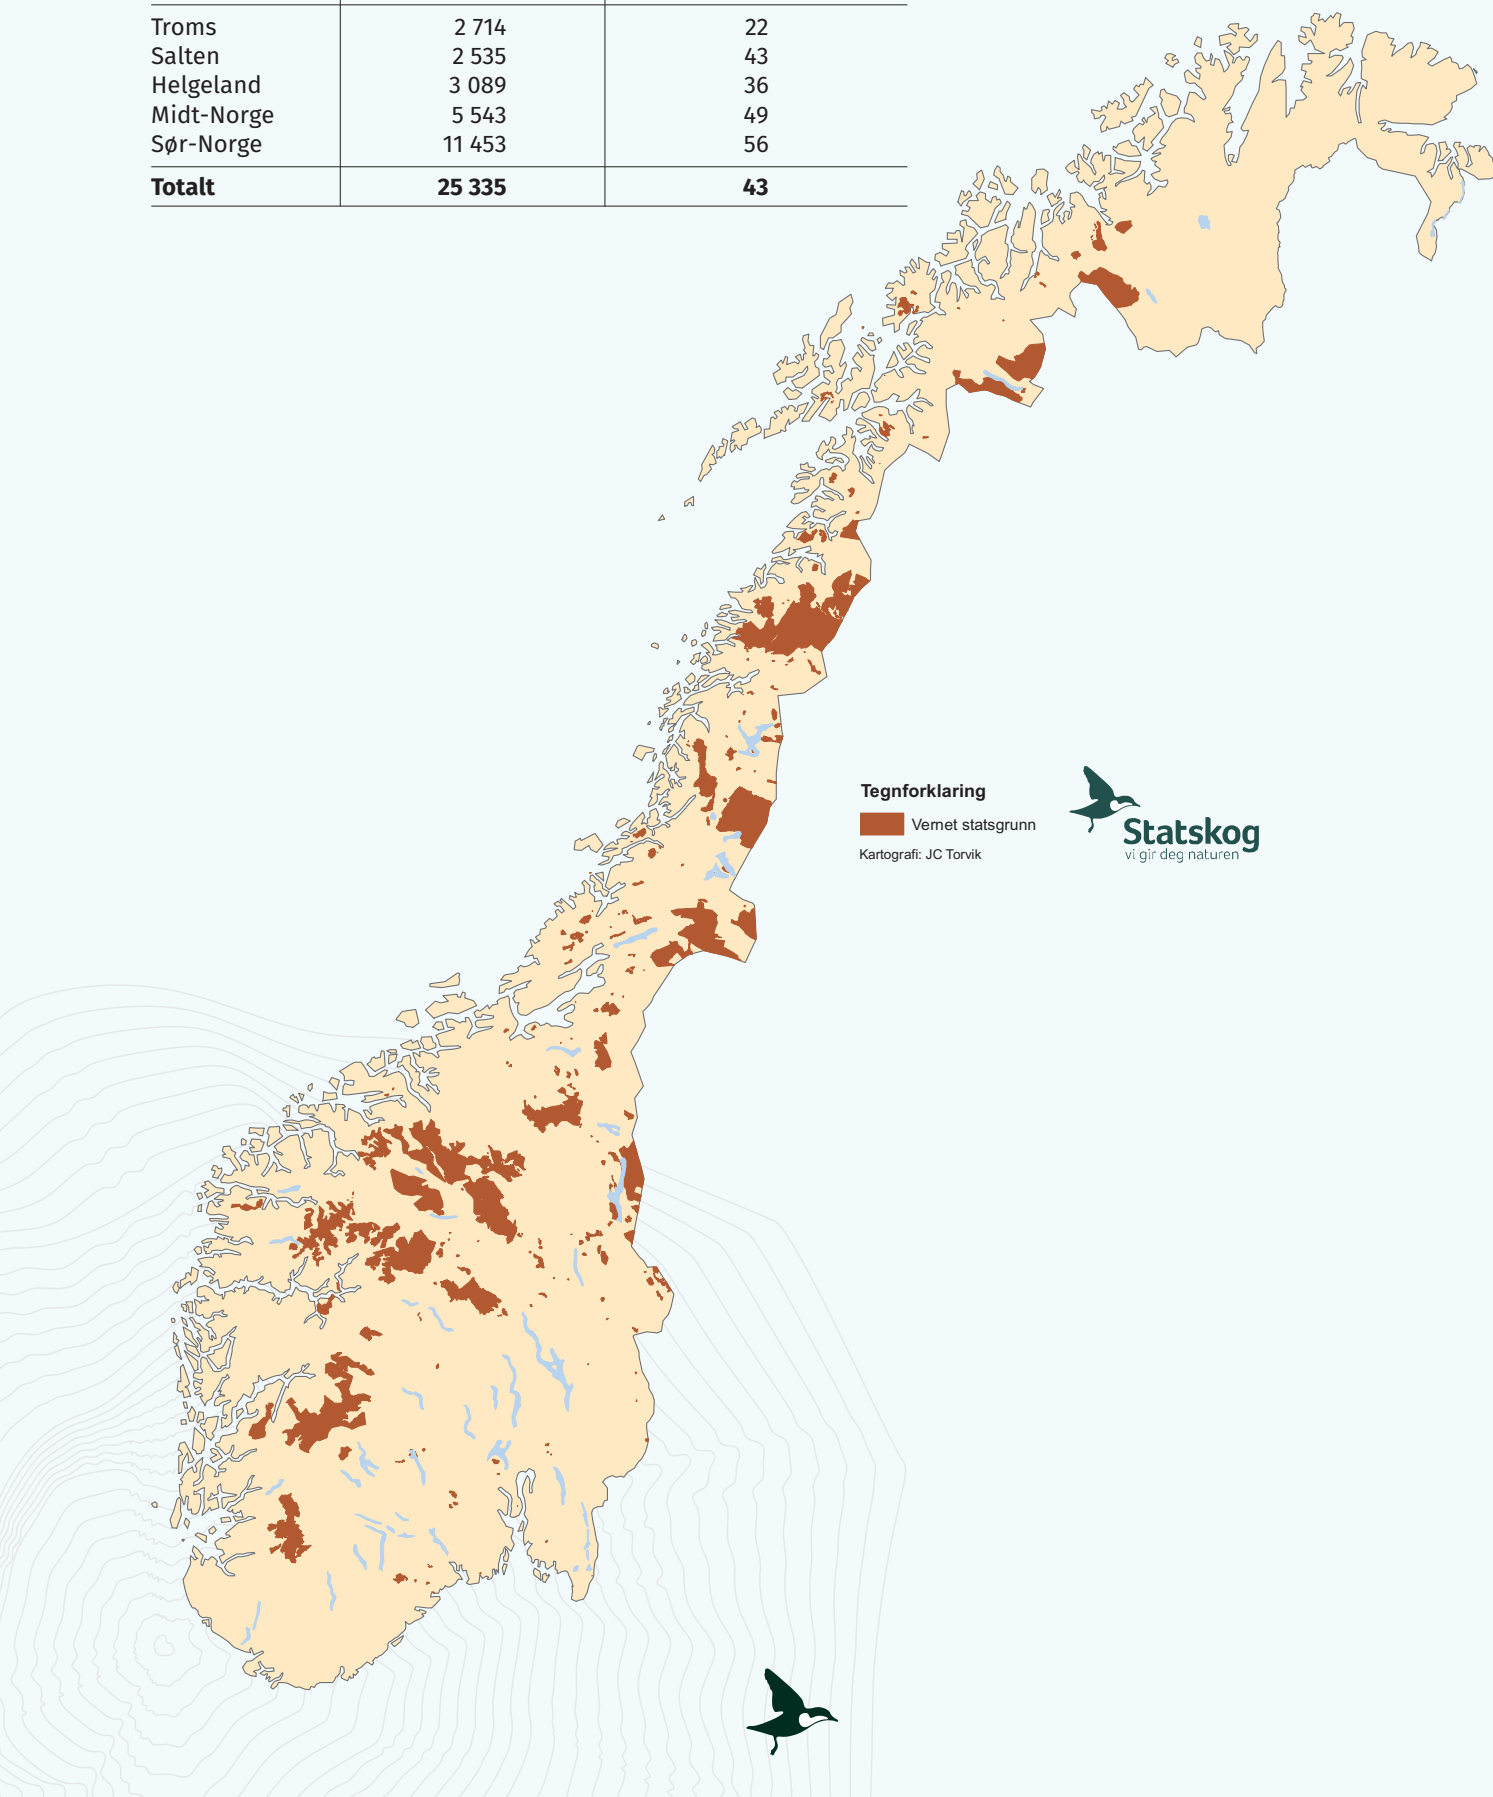 Troms 2 714 22
Salten 2 535 43
Helgeland 3 089 36
Midt-Norge 5 543 49
Sør-Norge 11 453 56
Totalt 25 335 43
Tegnforklaring
Vernet statsgrunn
Kartografi: JC Torvik
Statskog
vi gir deg naturen